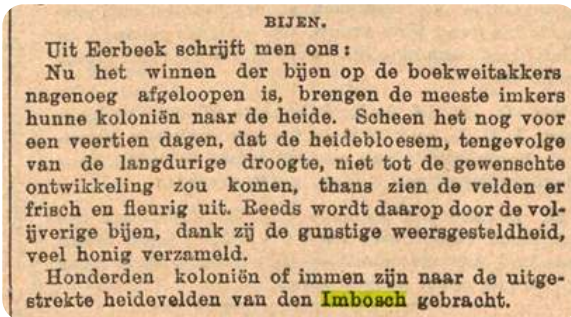 BIJEN.
Uit Eerbeek schrijft men ons:
Nu het winnen der bijen op de boekweitakkers
nagenoeg afgeloopen is, brengen de meeste imkers
hunne koloniën naar de heide. Scheen het nog voor
een veertien dagen, dat de heidebloesem, tengevolge
van de langdurige droogte, niet tot de gewenschte
ontwikkeling zou komen, thans zien de velden er
frisch en fleurig uit. Reeds wordt daarop door de vol-
ijverige bijen, dank zij de gunstige weersgesteldheid,
veel honig verzameld.
Honderden koloniën of immen zijn naar de uitge-
strekte heidevelden van den Imbosch gebracht.